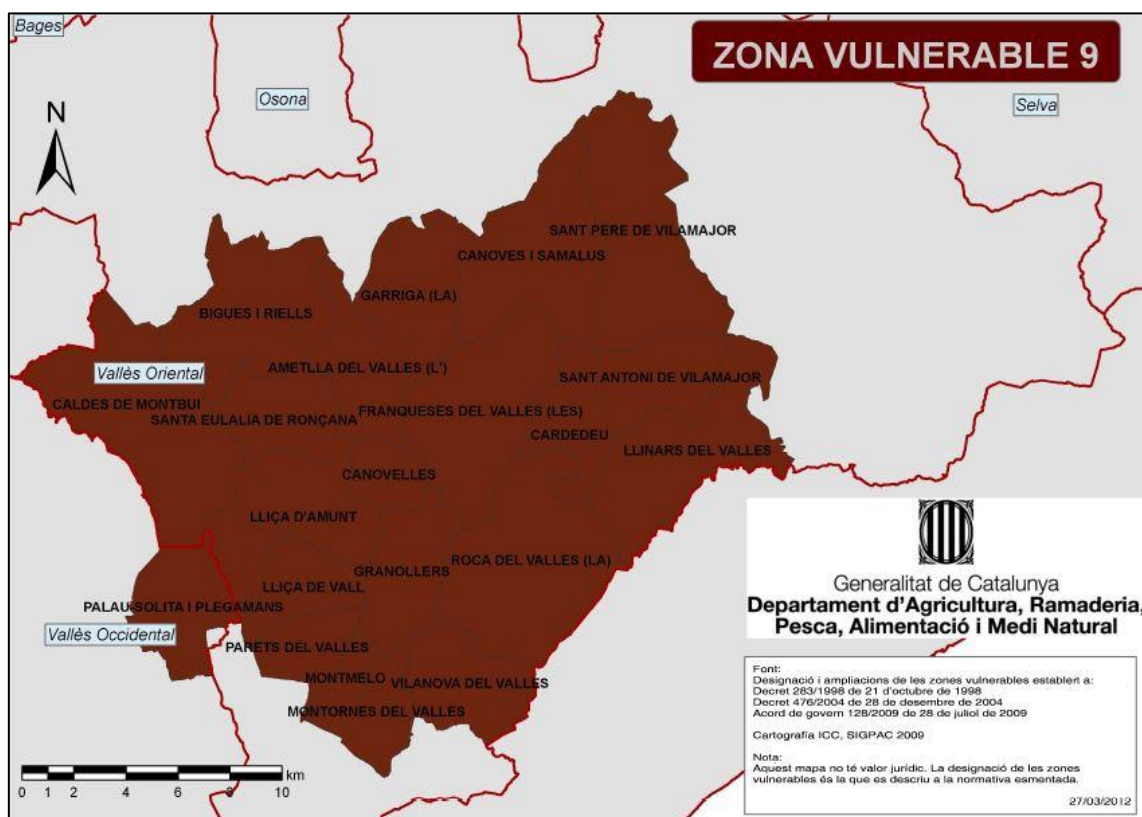 Bages
ZONA VULNERABLE 9
Osona
Selva
N
SANT PERE DE VILAMAJOR
CANOVES I SAMALUS
GARRIGA (LA)
BIGUES I RIELLS
Vallès Oriental
AMETLLA DEL VALLES (L')
SANT ANTONI DE VILAMAJOR
CALDES DE MONTBUI
SANTA EULALIA DE RONÇANA
FRANQUESES DEL VALLES (LES)
CARDEDEU
LLINARS DEL VALLES
CANOVELLES
LLIÇA D'AMUNT
ROCA DEL VALLES (LA)
GRANOLLERS
LLIÇA DE VALL
PALAU-SOLITA I PLEGAMANS
Vallès Occidental
PARETS DEL VALLES
MONTMELO
VILANOVA DEL VALLES
MONTORNES DEL VALLES
Generalitat de Catalunya
Departament d'Agricultura, Ramaderia,
Pesca, Alimentació i Medi Natural
Font:
Designació i ampliacions de les zones vulnerables establert a:
Decret 283/1998 de 21 d'octubre de 1998
Decret 476/2004 de 28 de desembre de 2004
Acord de govern 128/2009 de 28 de juliol de 2009
Cartografia ICC, SIGPAC 2009
Nota:
Aquest mapa no té valor jurídic. La designació de les zones
vulnerables és la que es descriu a la normativa esmentada.
27/03/2012
km
0 1 2 4 6 8 10